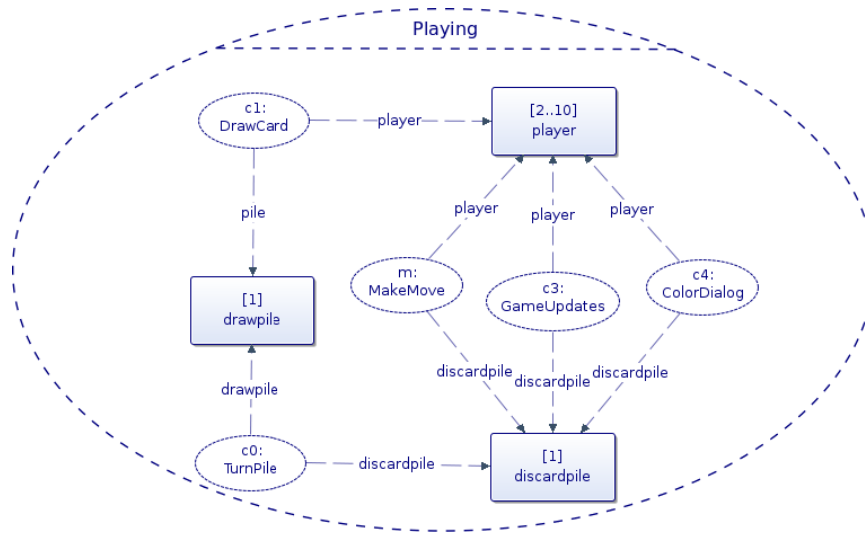 Playing
c1:
DrawCard
player
[2..10]
player
pile
player
player
player
m:
MakeMove
c3:
GameUpdates
c4:
ColorDialog
[1]
drawpile
drawpile
discardpile
discardpile
discardpile
c0:
TurnPile
discardpile
[1]
discardpile